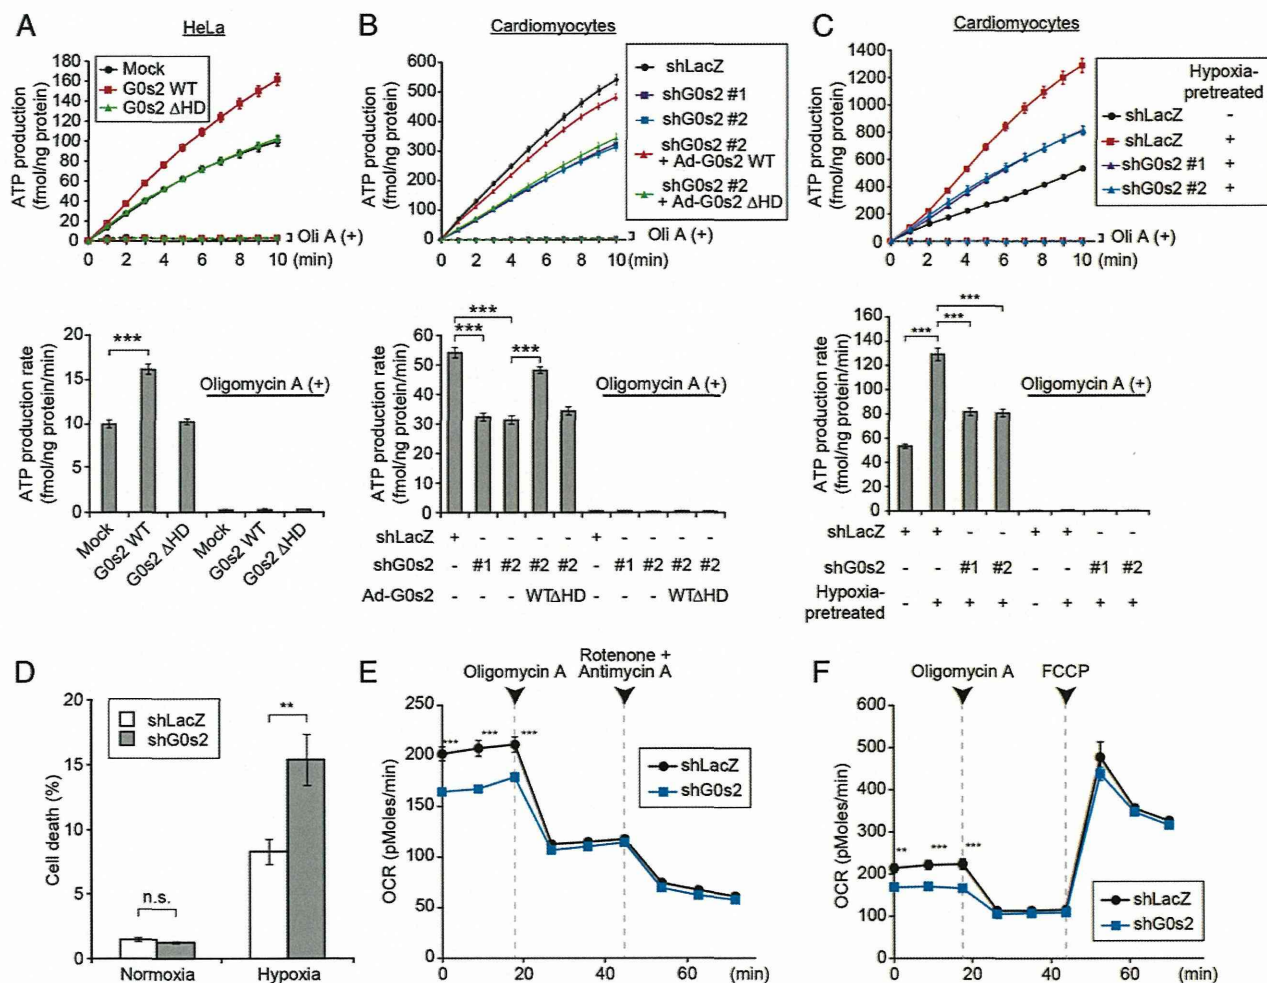 A
HeLa
ATP production
(fmol/ng protein)
180
160
140
120
100
80
60
40
20
0
Mock
G0s2 WT
G0s2 ΔHD
Oli A (+)
0 2 4 6 8 10 (min)
ATP production rate
(fmol/ng protein/min)
20
15
10
5
0
***
Oligomycin A (+)
Mock
G0s2 WT
G0s2 ΔHD
Mock
G0s2 WT
G0s2 ΔHD
B
Cardiomyocytes
ATP production
(fmol/ng protein)
600
500
400
300
200
100
0
shLacZ
shG0s2 #1
shG0s2 #2
shG0s2 #2
+ Ad-G0s2 WT
shG0s2 #2
+ Ad-G0s2 ΔHD
Oli A (+)
0 2 4 6 8 10 (min)
ATP production rate
(fmol/ng protein/min)
60
50
40
30
20
10
0
***
***
***
Oligomycin A (+)
shLacZ + - - - - + - - - -
shG0s2 - #1 #2 #2 #2 - #1 #2 #2 #2
Ad-G0s2 - - - WTΔHD - - - WTΔHD
C
Cardiomyocytes
ATP production
(fmol/ng protein)
1400
1200
1000
800
600
400
200
0
Hypoxia-
pretreated
shLacZ -
shLacZ +
shG0s2 #1 +
shG0s2 #2 +
Oli A (+)
0 2 4 6 8 10 (min)
ATP production rate
(fmol/ng protein/min)
160
140
120
100
80
60
40
20
0
***
***
***
Oligomycin A (+)
shLacZ + + - - + + - -
shG0s2 - - #1 #2 - - #1 #2
Hypoxia-
pretreated - + + + - + + +
D
Cell death (%)
20
15
10
5
0
shLacZ
shG0s2
n.s.
**
Normoxia Hypoxia
E
Oligomycin A
Rotenone +
Antimycin A
OCR (pMoles/min)
250
200
150
100
50
0
*** *** ***
shLacZ
shG0s2
0 20 40 60 (min)
F
Oligomycin A
FCCP
OCR (pMoles/min)
600
500
400
300
200
100
0
** *** ***
shLacZ
shG0s2
0 20 40 60 (min)